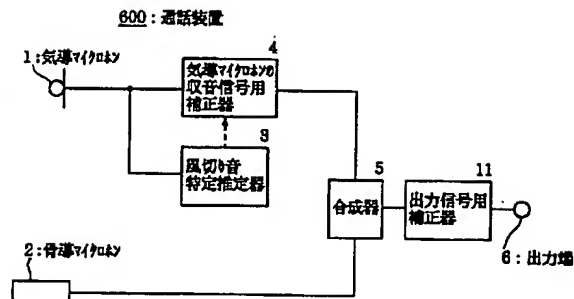 600：通話装置
1：気導マイクロホン
4
気導マイクロホンの
収音信号用
補正器
3
風切り音
特定推定器
5
合成器
11
出力信号用
補正器
6：出力端
2：骨導マイクロホン